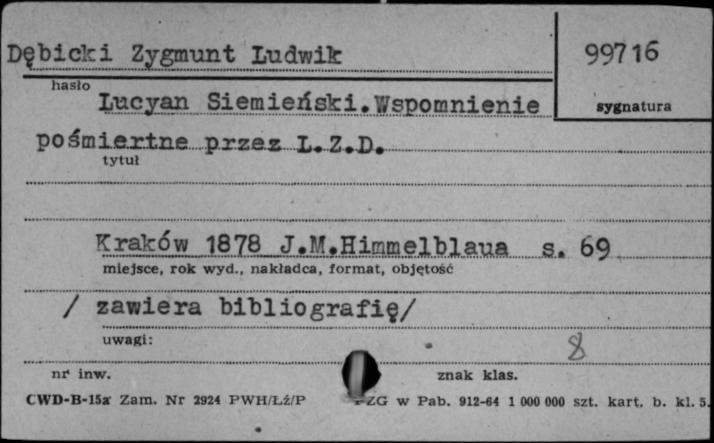 Dębicki Zygmunt Ludwik
99716
hasło
Lucyan Siemieński.Wspomnienie
sygnatura
pośmiertne przez L.Z.D.
tytuł
Kraków 1878 J.M.Himmelblaua s. 69
miejsce, rok wyd., nakładca, format, objętość
/ zawiera bibliografię/
uwagi:
8
nr inw.
znak klas.
CWD-B-15a Zam. Nr 2924 PWH/Łź/P
PZG w Pab. 912-64 1 000 000 szt. kart. b. kl. 5.